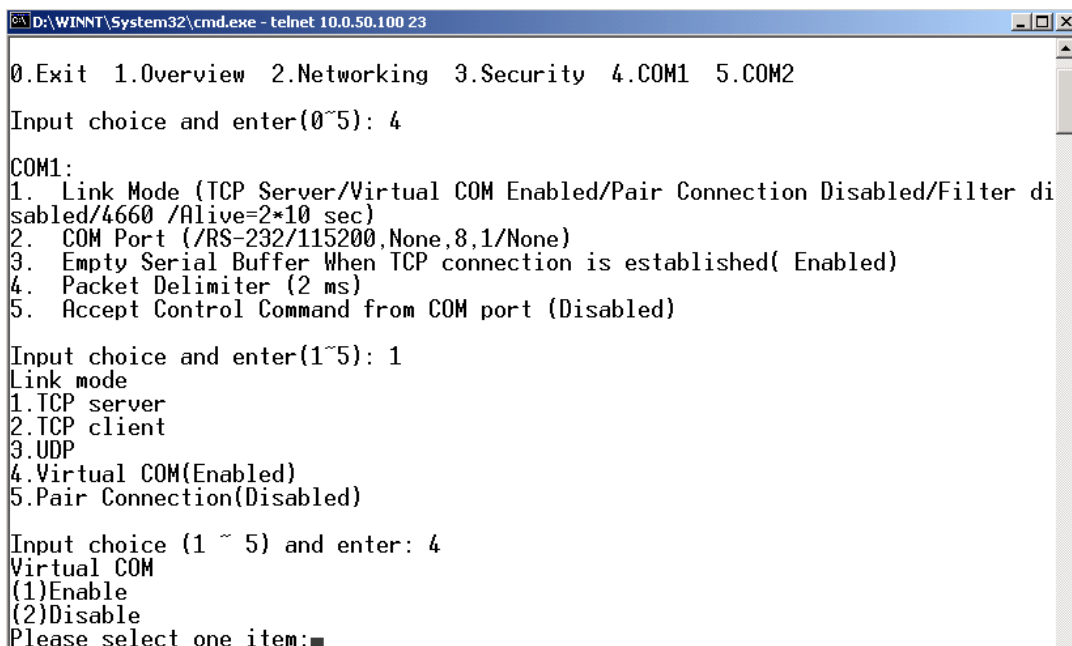 D:\WINNT\System32\cmd.exe - telnet 10.0.50.100 23
0.Exit  1.Overview  2.Networking  3.Security  4.COM1  5.COM2
Input choice and enter(0~5): 4
COM1:
1.  Link Mode (TCP Server/Virtual COM Enabled/Pair Connection Disabled/Filter di
sabled/4660 /Alive=2*10 sec)
2.  COM Port (/RS-232/115200,None,8,1/None)
3.  Empty Serial Buffer When TCP connection is established( Enabled)
4.  Packet Delimiter (2 ms)
5.  Accept Control Command from COM port (Disabled)
Input choice and enter(1~5): 1
Link mode
1.TCP server
2.TCP client
3.UDP
4.Virtual COM(Enabled)
5.Pair Connection(Disabled)
Input choice (1 ~ 5) and enter: 4
Virtual COM
(1)Enable
(2)Disable
Please select one item: